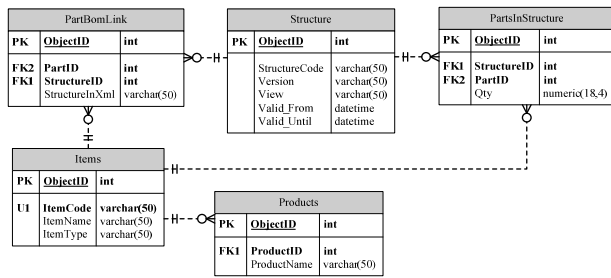 PartBomLink
PK ObjectID int
FK2 PartID int
FK1 StructureID int
StructureInXml varchar(50)
Structure
PK ObjectID int
StructureCode varchar(50)
Version varchar(50)
View varchar(50)
Valid_From datetime
Valid_Until datetime
PartsInStructure
PK ObjectID int
FK1 StructureID int
FK2 PartID int
Qty numeric(18,4)
Items
PK ObjectID int
U1 ItemCode varchar(50)
ItemName varchar(50)
ItemType varchar(50)
Products
PK ObjectID int
FK1 ProductID int
ProductName varchar(50)